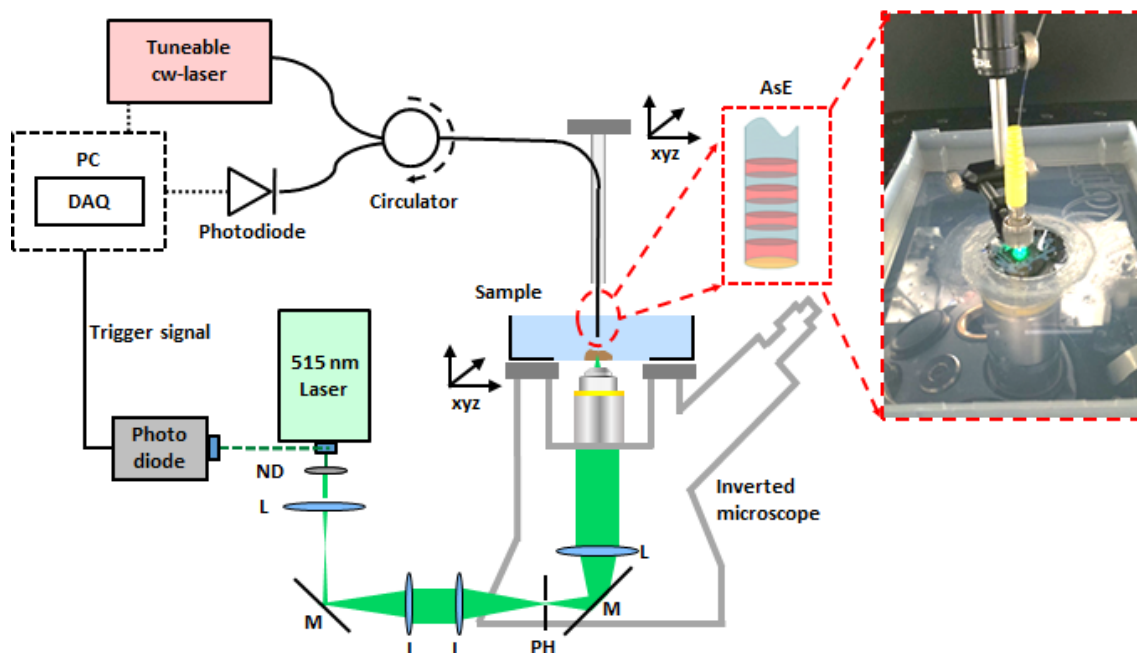 Tuneable
cw-laser
AsE
PC
DAQ
xyz
Circulator
Photodiode
Sample
Trigger signal
515 nm
Laser
xyz
Photo
diode
ND
L
Inverted
microscope
L
M
M
L
L
PH